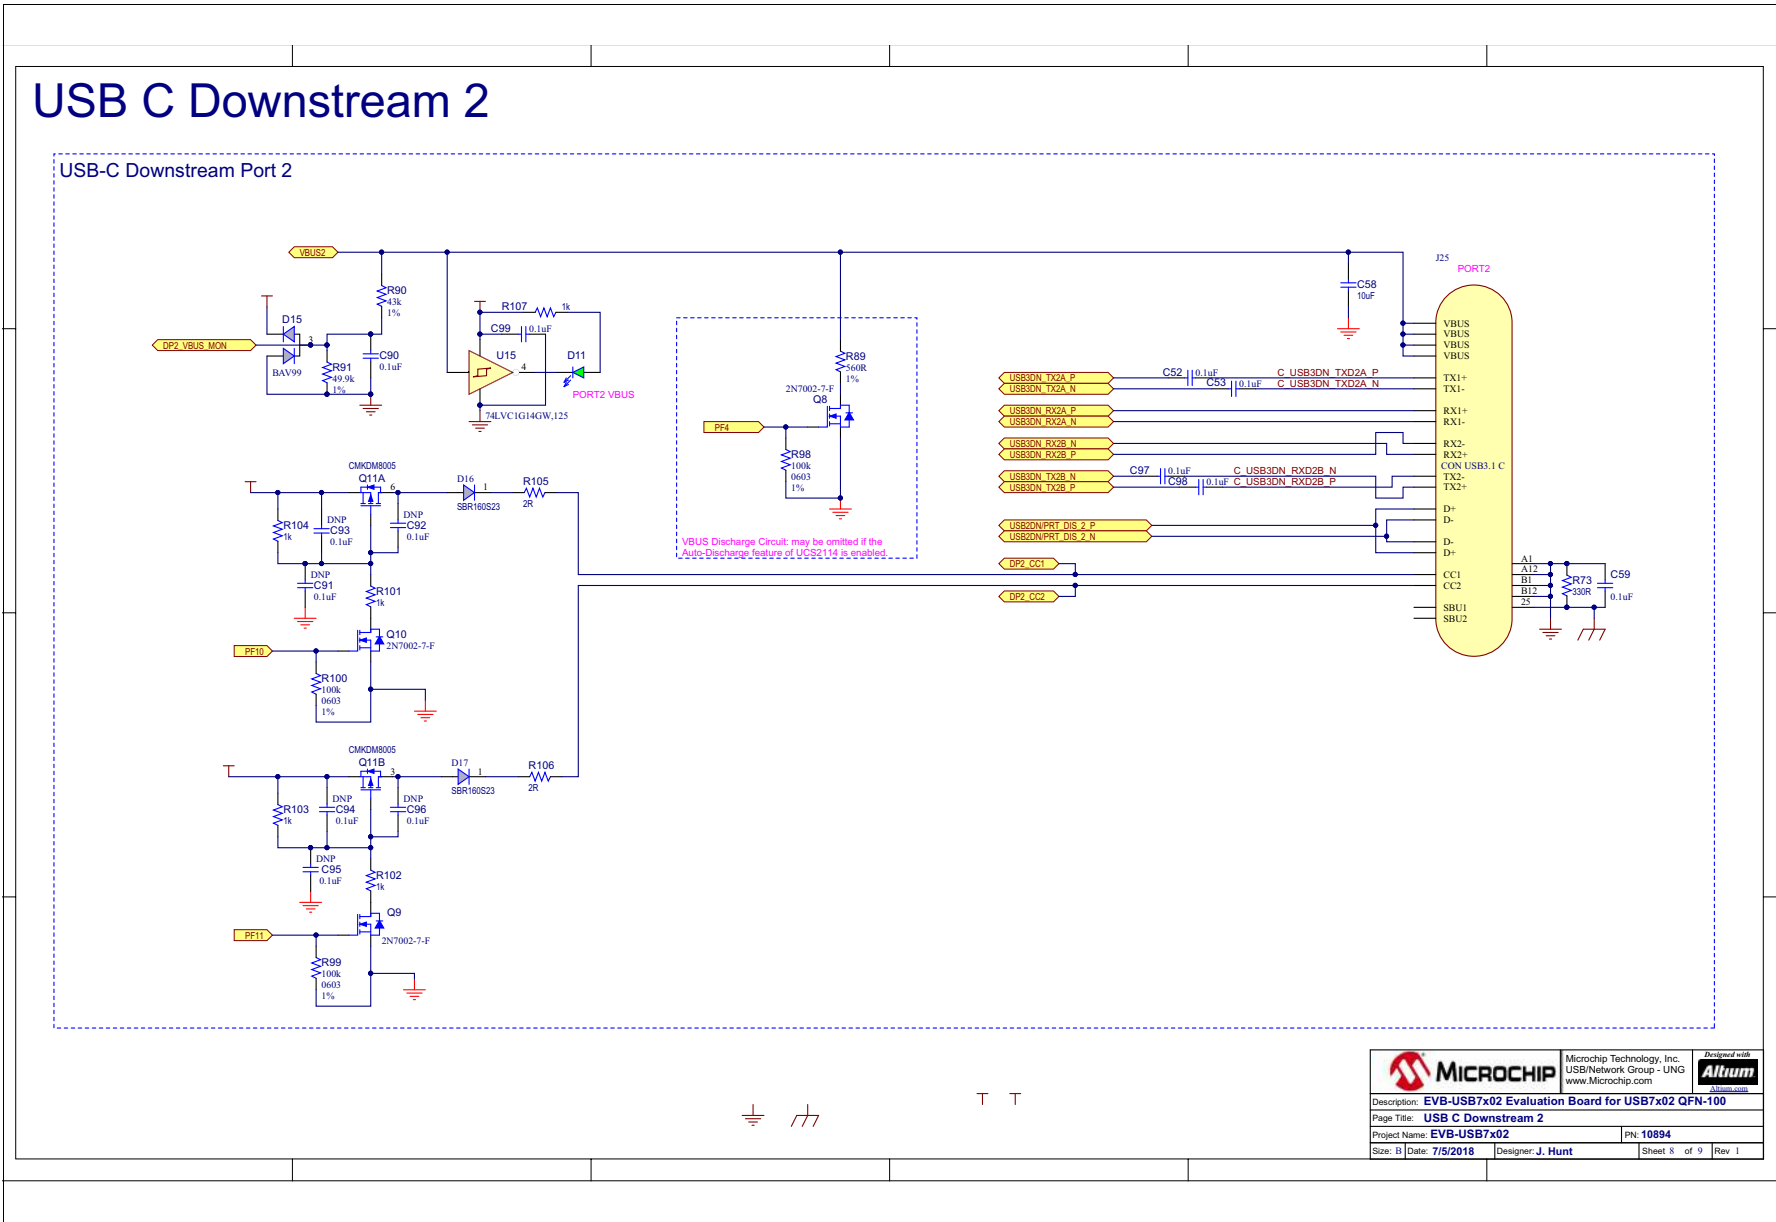 USB C Downstream 2
USB-C Downstream Port 2
VBUS2
R90
43k
1%
D15
3
DP2_VBUS_MON
BAV99
R91
49.9k
1%
C90
0.1uF
R107
1k
C99
0.1uF
U15
4
D11
PORT2 VBUS
74LVC1G14GW,125
R89
560R
1%
2N7002-7-F
Q8
PF4
R98
100k
0603
1%
VBUS Discharge Circuit: may be omitted if the
Auto-Discharge feature of UCS2114 is enabled.
C58
10uF
J25
PORT2
VBUS
VBUS
VBUS
VBUS
TX1+
TX1-
RX1+
RX1-
RX2-
RX2+
CON USB3.1 C
TX2-
TX2+
D+
D-
D-
D+
CC1
CC2
SBU1
SBU2
A1
A12
B1
B12
25
R73
330R
C59
0.1uF
USB3DN_TX2A_P
USB3DN_TX2A_N
C52
0.1uF
C53
0.1uF
C_USB3DN_TXD2A_P
C_USB3DN_TXD2A_N
USB3DN_RX2A_P
USB3DN_RX2A_N
USB3DN_RX2B_N
USB3DN_RX2B_P
USB3DN_TX2B_N
USB3DN_TX2B_P
C97
0.1uF
C98
0.1uF
C_USB3DN_RXD2B_N
C_USB3DN_RXD2B_P
USB2DN/PRT_DIS_2_P
USB2DN/PRT_DIS_2_N
DP2_CC1
DP2_CC2
CMKDM8005
Q11A
6
D16
1
SBR160S23
R105
2R
R104
1k
DNP
C93
0.1uF
DNP
C92
0.1uF
DNP
C91
0.1uF
R101
1k
Q10
2N7002-7-F
PF10
R100
100k
0603
1%
CMKDM8005
Q11B
3
D17
1
SBR160S23
R106
2R
R103
1k
DNP
C94
0.1uF
DNP
C96
0.1uF
DNP
C95
0.1uF
R102
1k
Q9
2N7002-7-F
PF11
R99
100k
0603
1%
MICROCHIP
Microchip Technology, Inc.
USB/Network Group - UNG
www.Microchip.com
Designed with
Altium
Altium.com
Description: EVB-USB7x02 Evaluation Board for USB7x02 QFN-100
Page Title: USB C Downstream 2
Project Name: EVB-USB7x02 PN: 10894
Size: B Date: 7/5/2018 Designer: J. Hunt Sheet 8 of 9 Rev 1